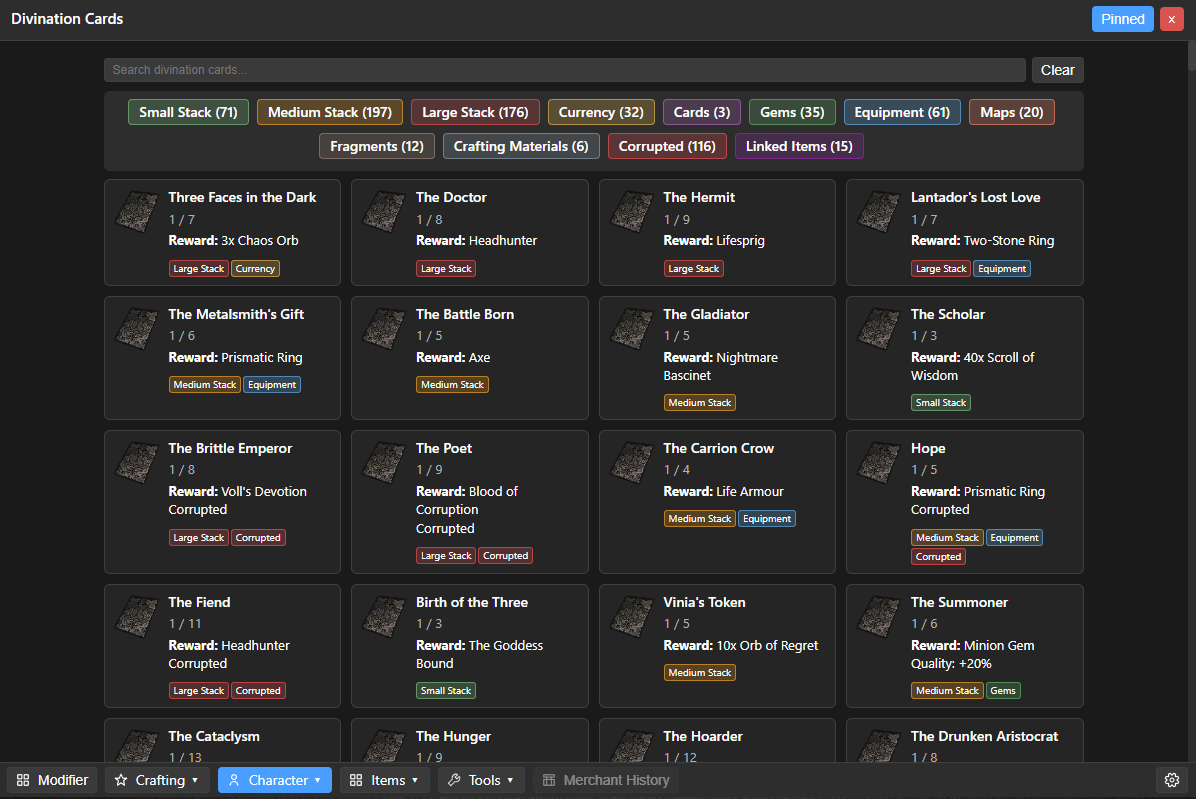 Divination Cards
Pinned x
Search divination cards...
Clear
Small Stack (71) Medium Stack (197) Large Stack (176) Currency (32) Cards (3) Gems (35) Equipment (61) Maps (20)
Fragments (12) Crafting Materials (6) Corrupted (116) Linked Items (15)
Three Faces in the Dark
1 / 7
Reward: 3x Chaos Orb
Large Stack Currency
The Doctor
1 / 8
Reward: Headhunter
Large Stack
The Hermit
1 / 9
Reward: Lifesprig
Large Stack
Lantador's Lost Love
1 / 7
Reward: Two-Stone Ring
Large Stack Equipment
The Metalsmith's Gift
1 / 6
Reward: Prismatic Ring
Medium Stack Equipment
The Battle Born
1 / 5
Reward: Axe
Medium Stack
The Gladiator
1 / 5
Reward: Nightmare
Bascinet
Medium Stack
The Scholar
1 / 3
Reward: 40x Scroll of
Wisdom
Small Stack
The Brittle Emperor
1 / 8
Reward: Voll's Devotion
Corrupted
Large Stack Corrupted
The Poet
1 / 9
Reward: Blood of
Corruption
Corrupted
Large Stack Corrupted
The Carrion Crow
1 / 4
Reward: Life Armour
Medium Stack Equipment
Hope
1 / 5
Reward: Prismatic Ring
Corrupted
Medium Stack Equipment
Corrupted
The Fiend
1 / 11
Reward: Headhunter
Corrupted
Large Stack Corrupted
Birth of the Three
1 / 3
Reward: The Goddess
Bound
Small Stack
Vinia's Token
1 / 5
Reward: 10x Orb of Regret
Medium Stack
The Summoner
1 / 6
Reward: Minion Gem
Quality: +20%
Medium Stack Gems
The Cataclysm
1 / 13
The Hunger
1 / 9
The Hoarder
1 / 12
The Drunken Aristocrat
1 / 8
Modifier Crafting Character Items Tools Merchant History